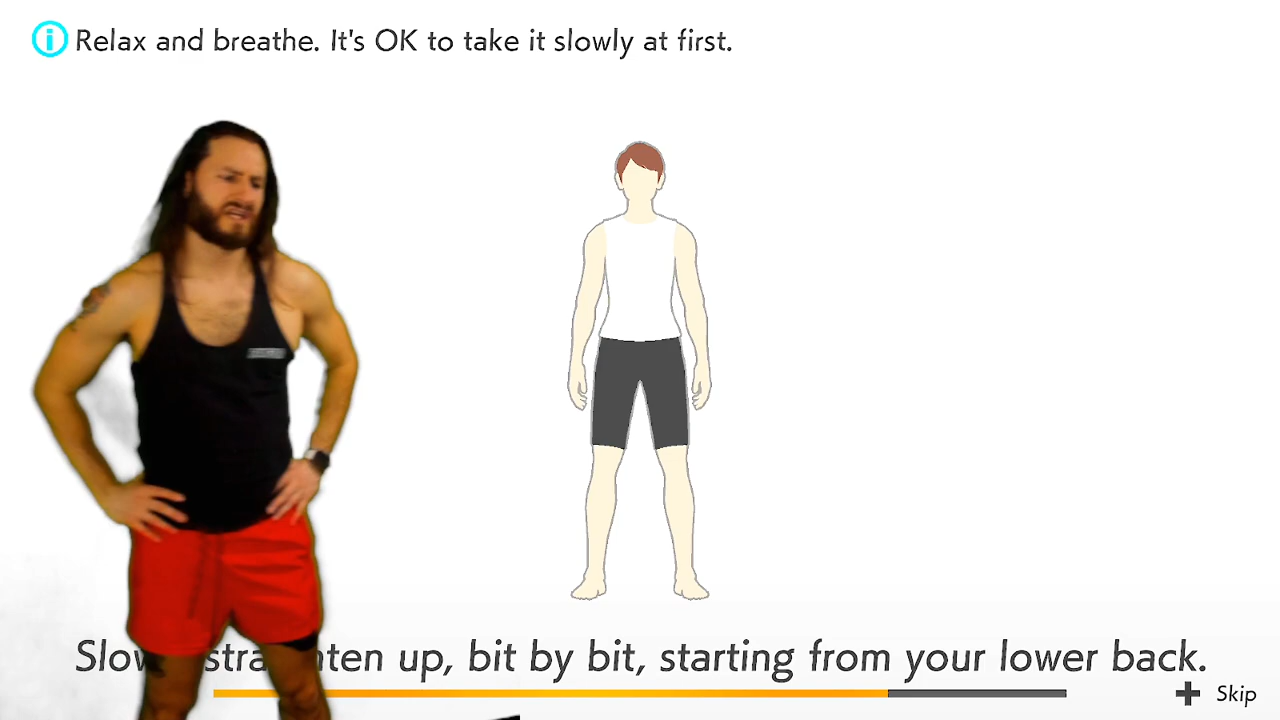 Relax and breathe. It's OK to take it slowly at first.
up, bit by bit, starting from your lower back.
Skip